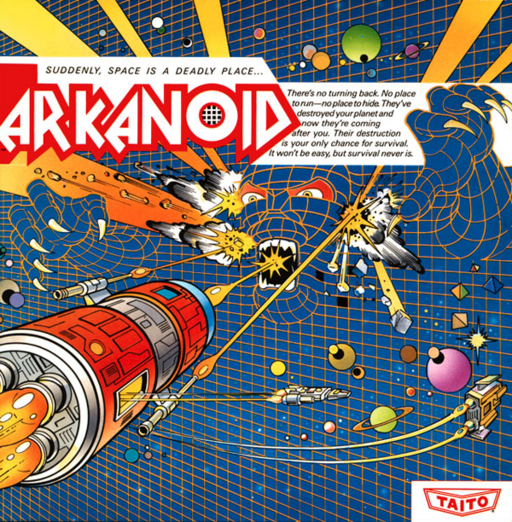 SUDDENLY, SPACE IS A DEADLY PLACE...
ARKANOID
There's no turning back. No place
to run—no place to hide. They've
destroyed your planet and
now they're coming
after you. Their destruction
is your only chance for survival.
It won't be easy, but survival never is.
TAITO